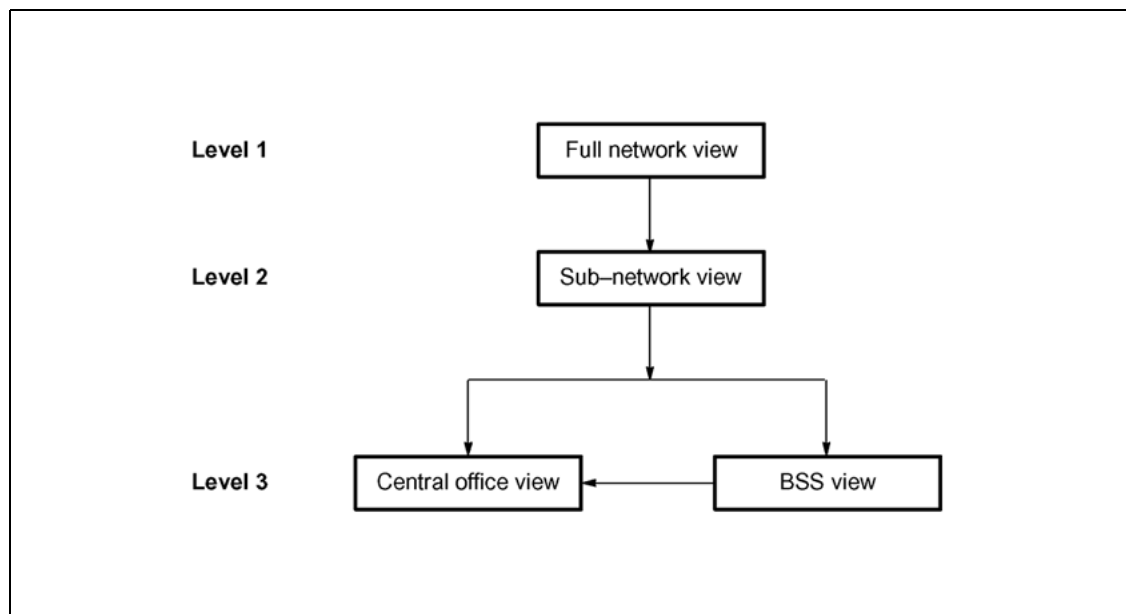 Level 1
Full network view
Level 2
Sub–network view
Level 3
Central office view
BSS view